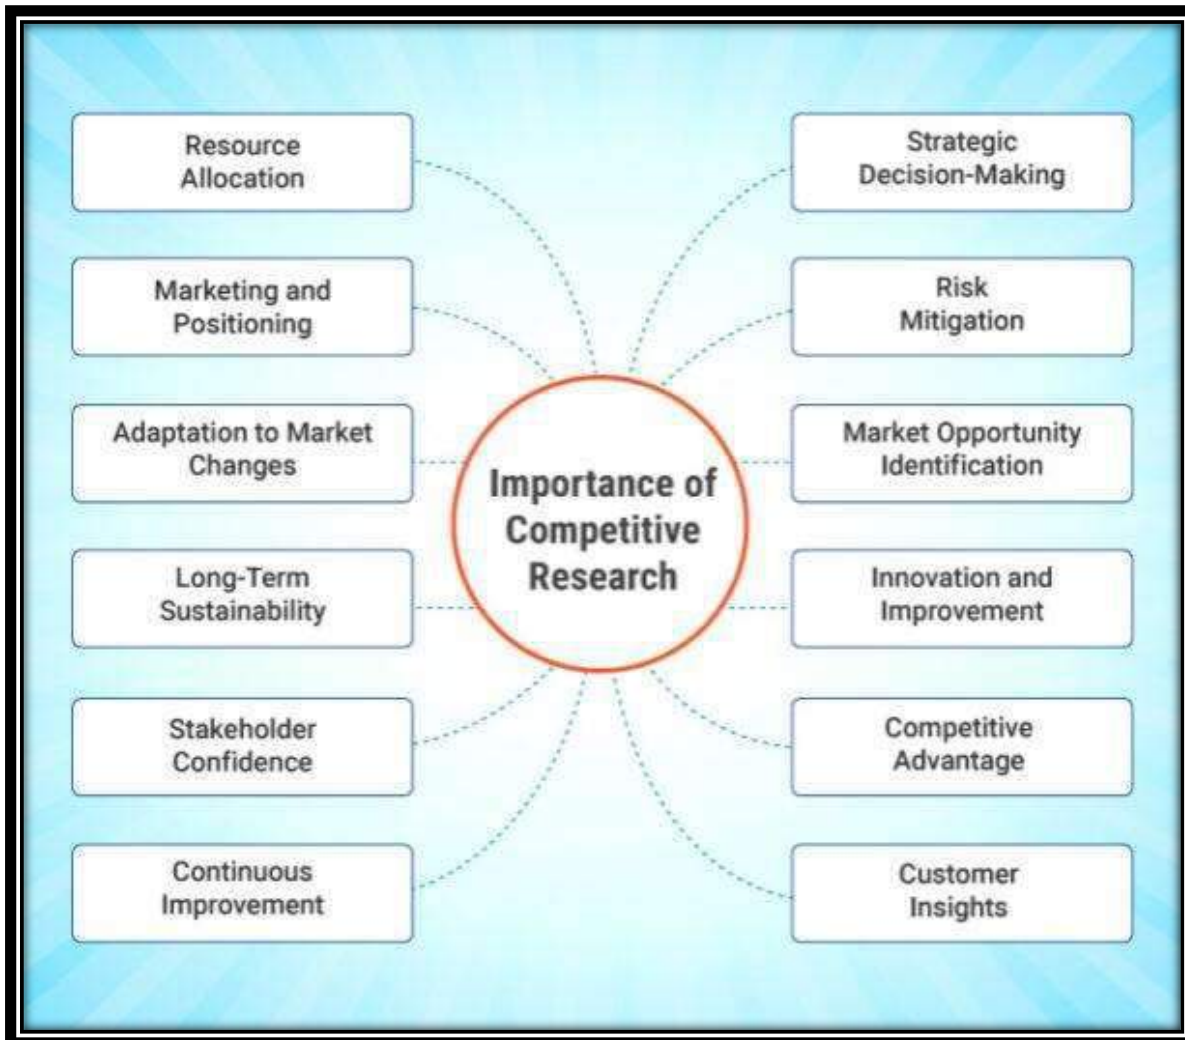 Resource
Allocation
Marketing and
Positioning
Adaptation to Market
Changes
Long-Term
Sustainability
Stakeholder
Confidence
Continuous
Improvement
Importance of
Competitive
Research
Strategic
Decision-Making
Risk
Mitigation
Market Opportunity
Identification
Innovation and
Improvement
Competitive
Advantage
Customer
Insights